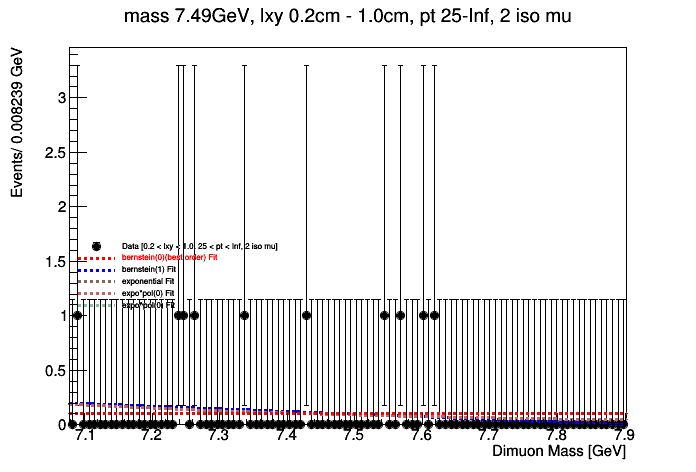 mass 7.49GeV, lxy 0.2cm - 1.0cm, pt 25-Inf, 2 iso mu
Events/ 0.008239 GeV
3
2.5
2
Data [0.2 < lxy < 1.0, 25 < pt < Inf, 2 iso mu]
bernstein(0)(best order) Fit
1.5
bernstein(1) Fit
exponential Fit
expo*pol(0) Fit
expo*pol(0) Fit
1
0.5
0
7.1 7.2 7.3 7.4 7.5 7.6 7.7 7.8 7.9
Dimuon Mass [GeV]